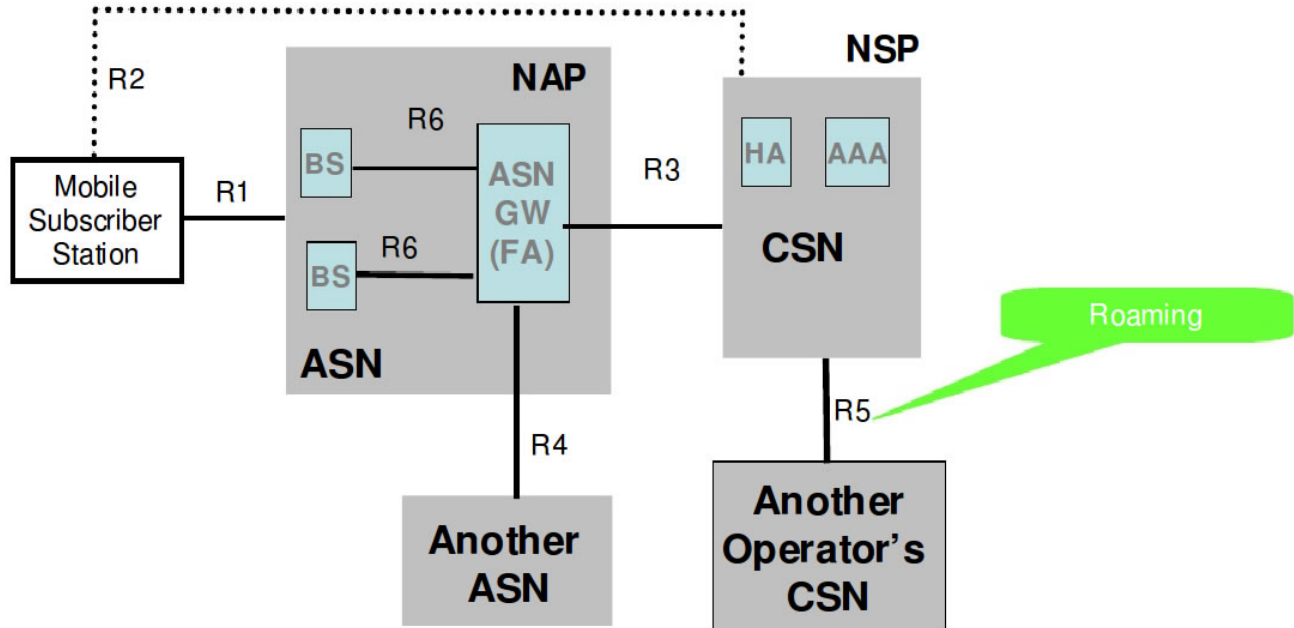 R2
NAP
NSP
R6
BS
ASN
GW
(FA)
HA
AAA
R3
Mobile
Subscriber
Station
R1
R6
BS
CSN
ASN
Roaming
R5
R4
Another
ASN
Another
Operator’s
CSN